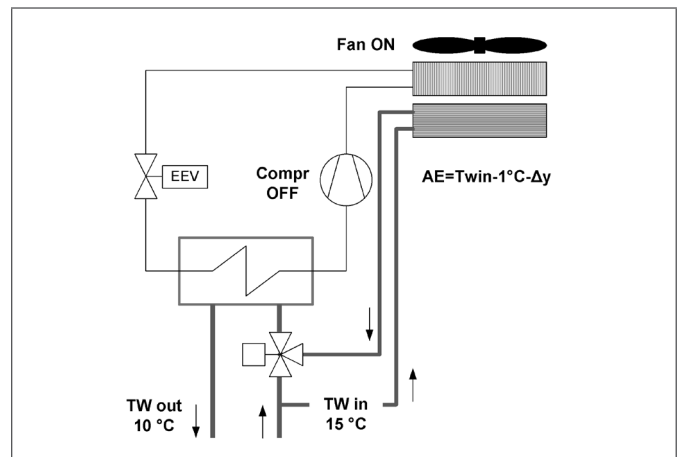 Fan ON
EEV
Compr
OFF
AE=Twin-1°C-Δy
TW out
10 °C
TW in
15 °C